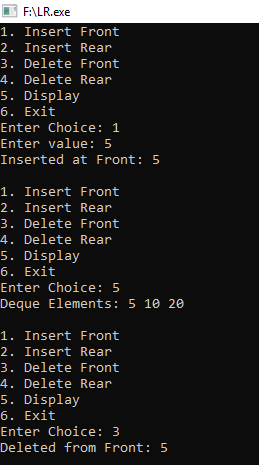 F:\LR.exe
1. Insert Front
2. Insert Rear
3. Delete Front
4. Delete Rear
5. Display
6. Exit
Enter Choice: 1
Enter value: 5
Inserted at Front: 5
1. Insert Front
2. Insert Rear
3. Delete Front
4. Delete Rear
5. Display
6. Exit
Enter Choice: 5
Deque Elements: 5 10 20
1. Insert Front
2. Insert Rear
3. Delete Front
4. Delete Rear
5. Display
6. Exit
Enter Choice: 3
Deleted from Front: 5